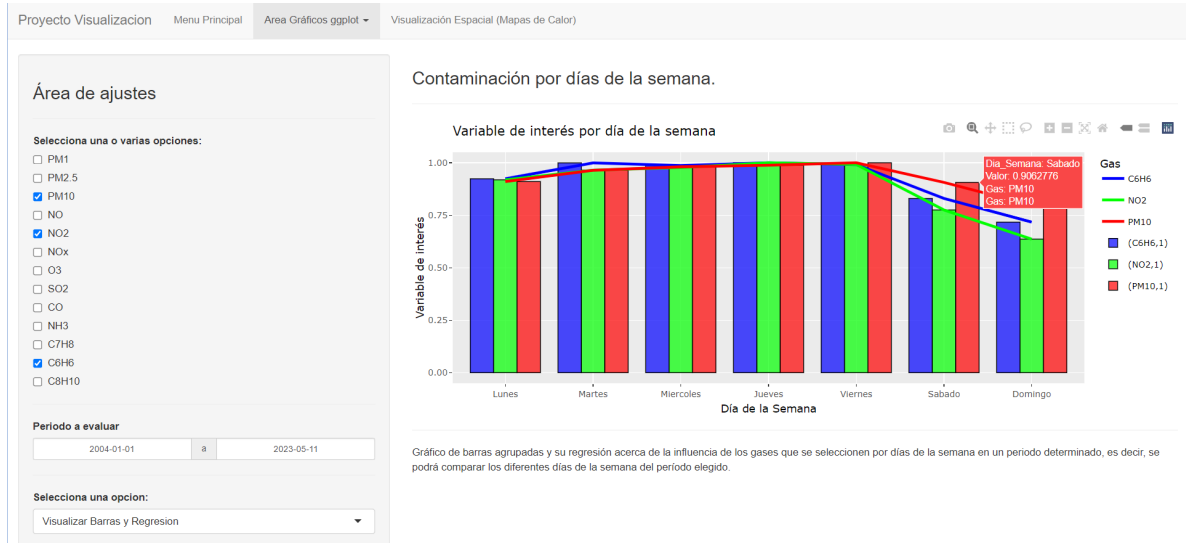 Proyecto Visualizacion Menu Principal Area Gráficos ggplot Visualización Espacial (Mapas de Calor)
Área de ajustes
Selecciona una o varias opciones:
PM1
PM2.5
PM10
NO
NO2
NOx
O3
SO2
CO
NH3
C7H8
C6H6
C8H10
Periodo a evaluar
2004-01-01 a 2023-05-11
Selecciona una opcion:
Visualizar Barras y Regresion
Contaminación por días de la semana.
Variable de interés por día de la semana
Variable de interés
1.00
0.75
0.50
0.25
0.00
Lunes Martes Miercoles Jueves Viernes Sabado Domingo
Día de la Semana
Dia_Semana: Sabado
Valor: 0.9062776
Gas: PM10
Gas: PM10
Gas
C6H6
NO2
PM10
(C6H6,1)
(NO2,1)
(PM10,1)
Gráfico de barras agrupadas y su regresión acerca de la influencia de los gases que se seleccionen por días de la semana en un periodo determinado, es decir, se
podrá comparar los diferentes días de la semana del período elegido.